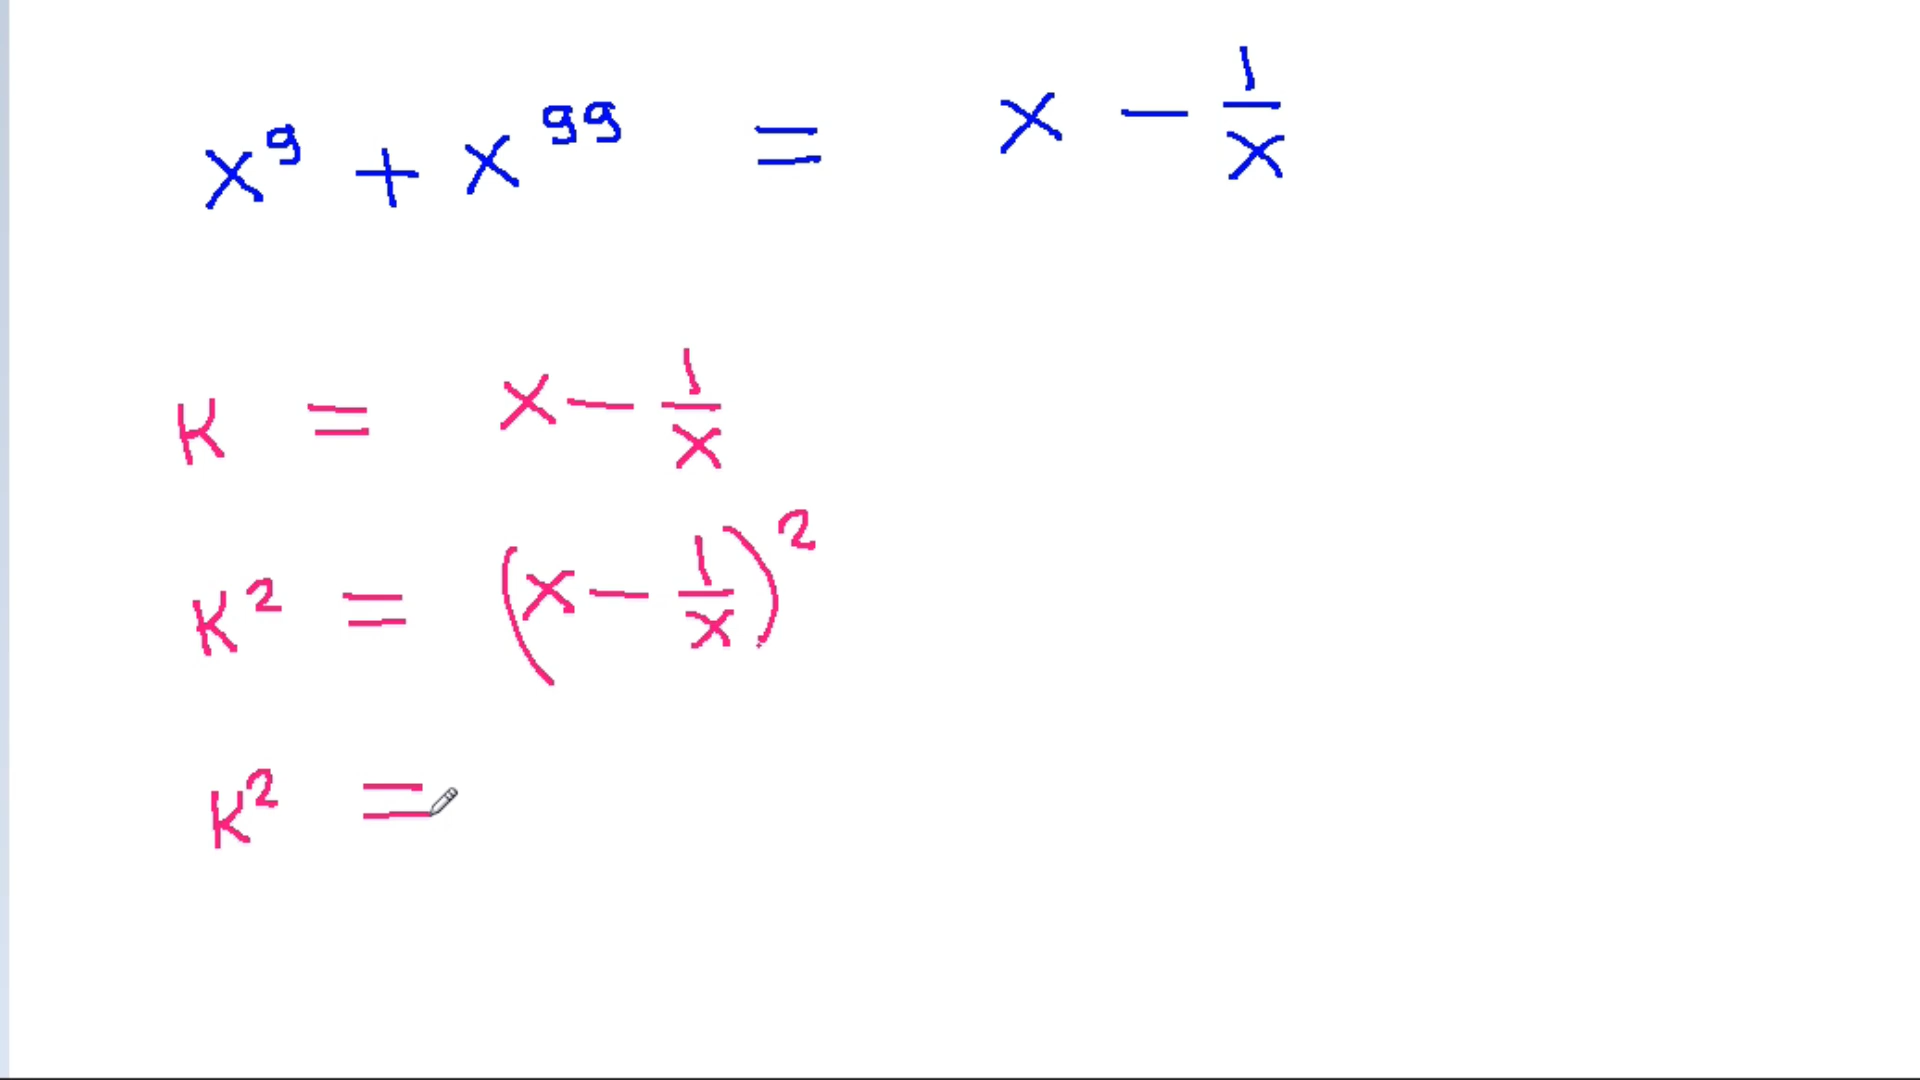 x⁹ + x⁹⁹ = x − 1/x
K = x − 1/x
K² = (x − 1/x)²
K² =